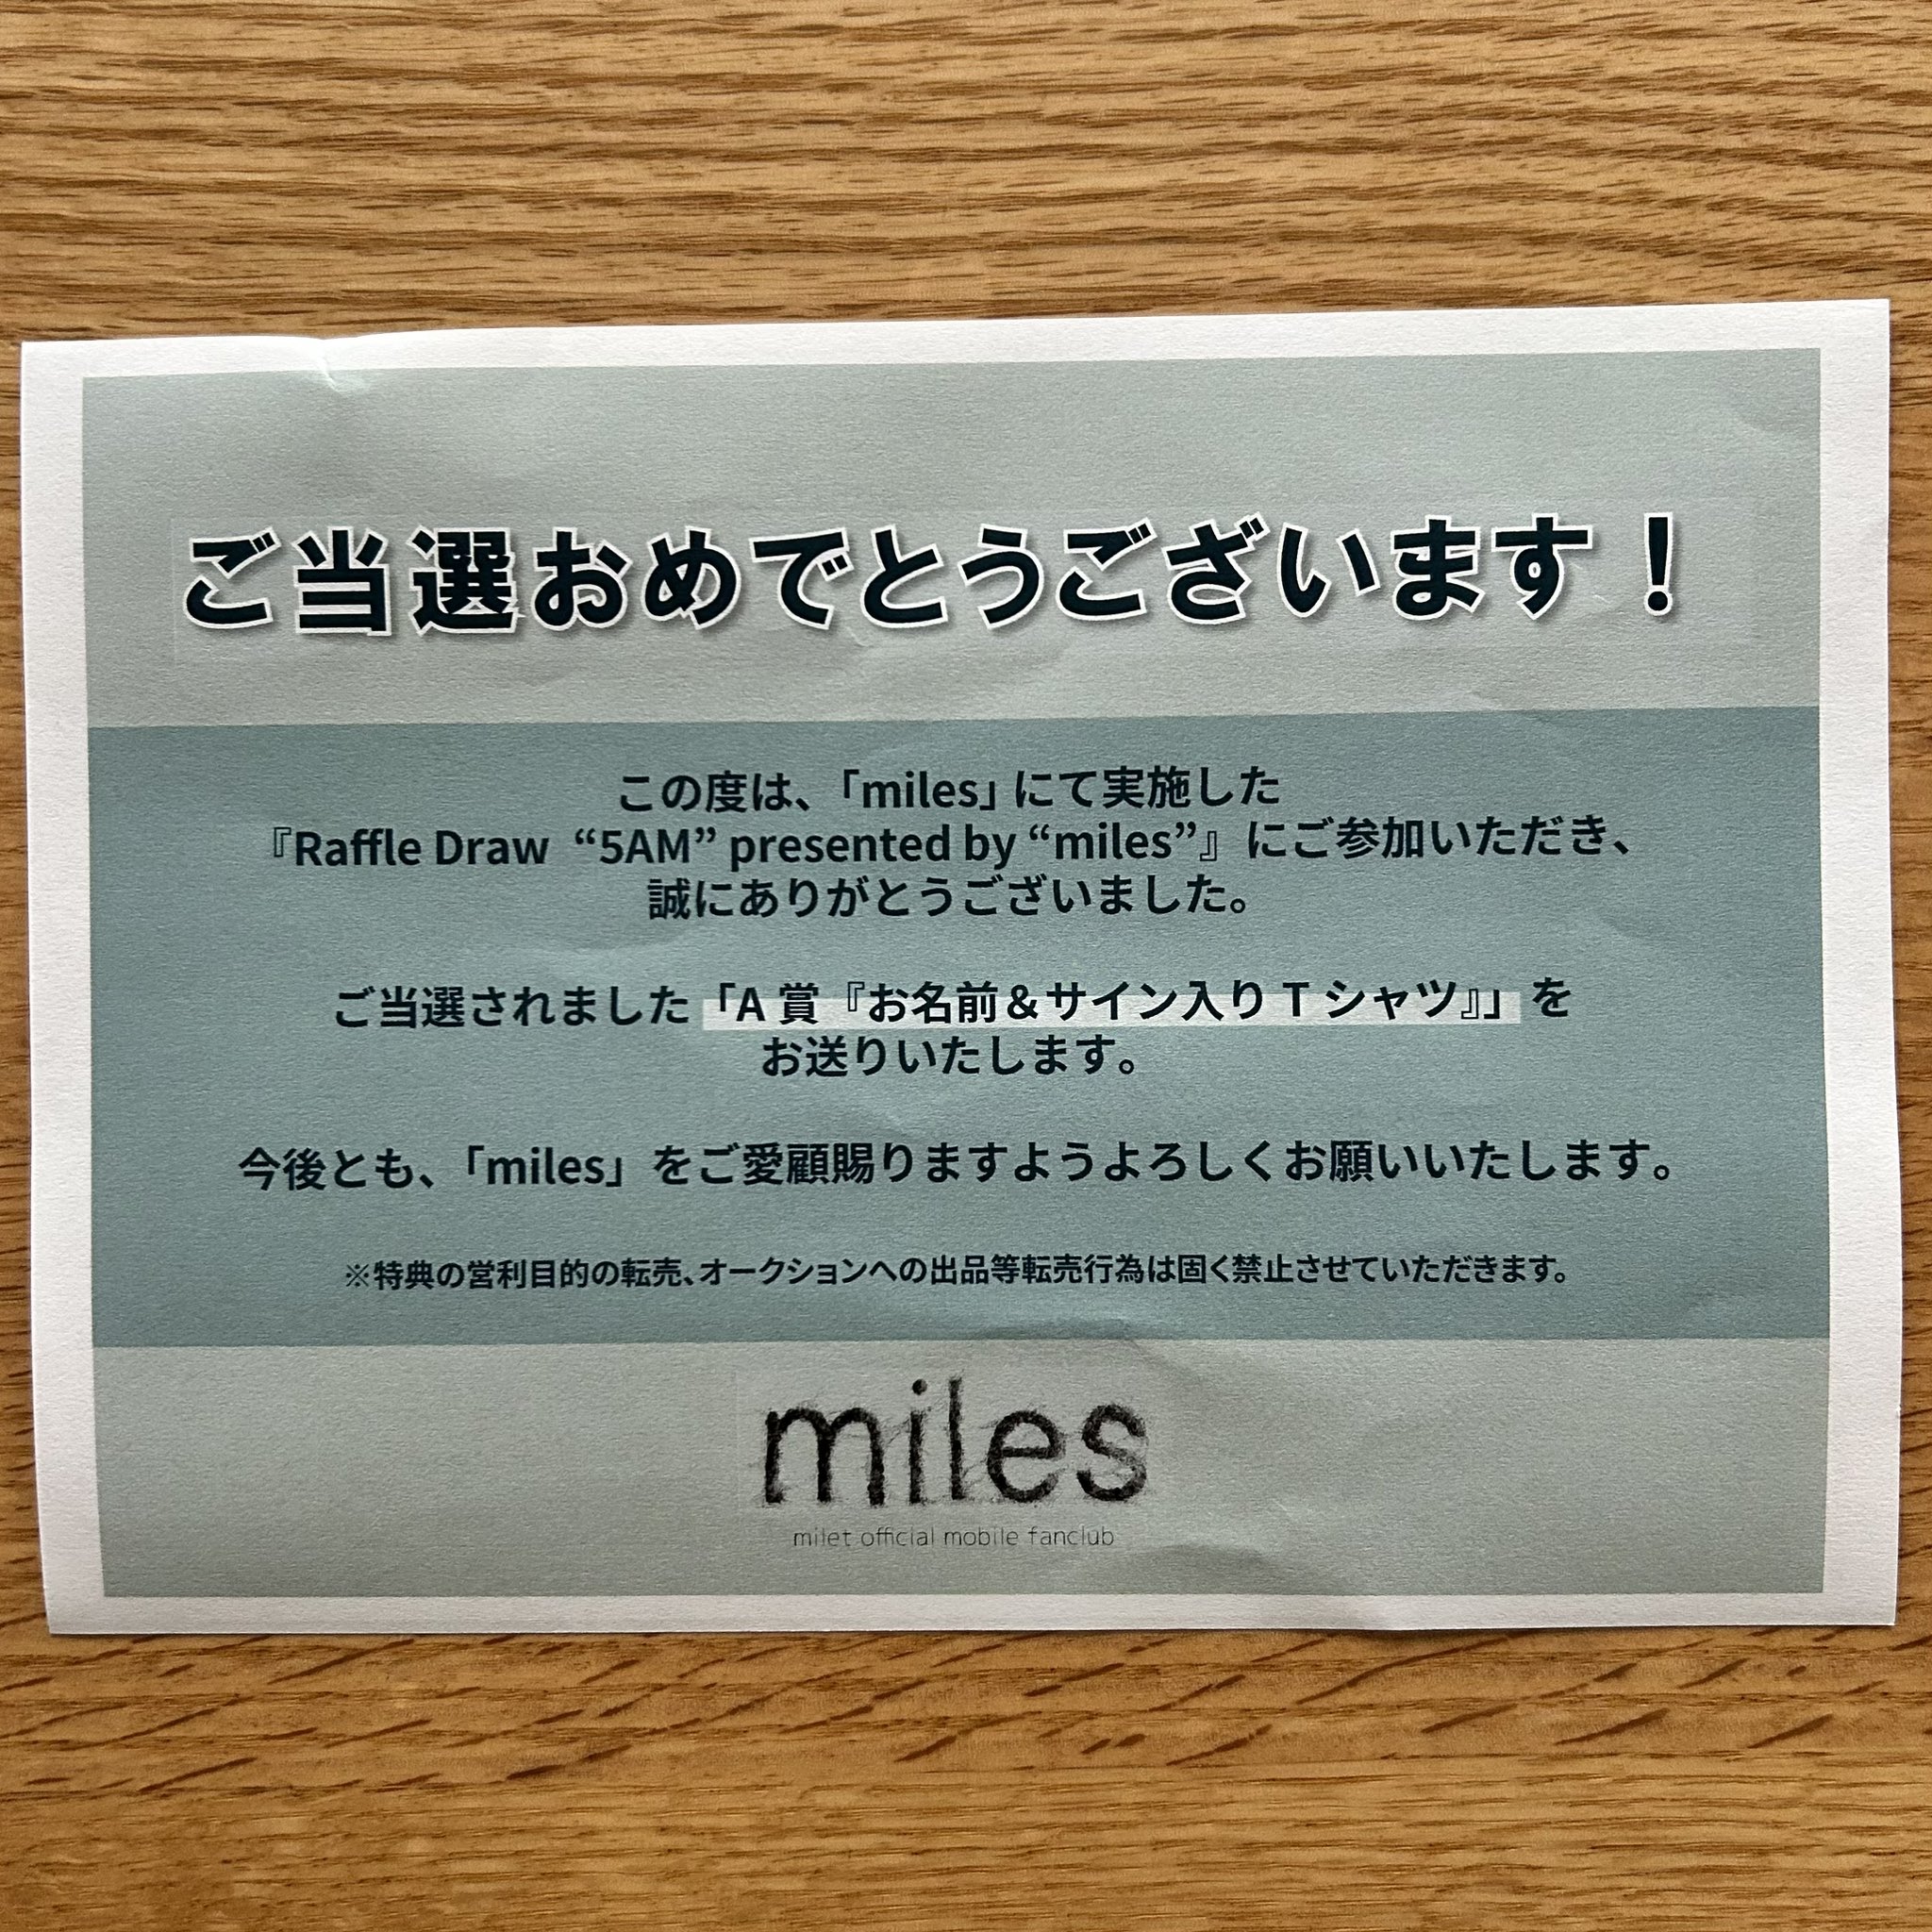 ご当選おめでとうございます！
この度は、「miles」にて実施した
『Raffle Draw “5AM” presented by “miles”』にご参加いただき、
誠にありがとうございました。
ご当選されました「A 賞『お名前＆サイン入り T シャツ』」を
お送りいたします。
今後とも、「miles」をご愛顧賜りますようよろしくお願いいたします。
※特典の営利目的の転売、オークションへの出品等転売行為は固く禁止させていただきます。
miles
milet official mobile fanclub